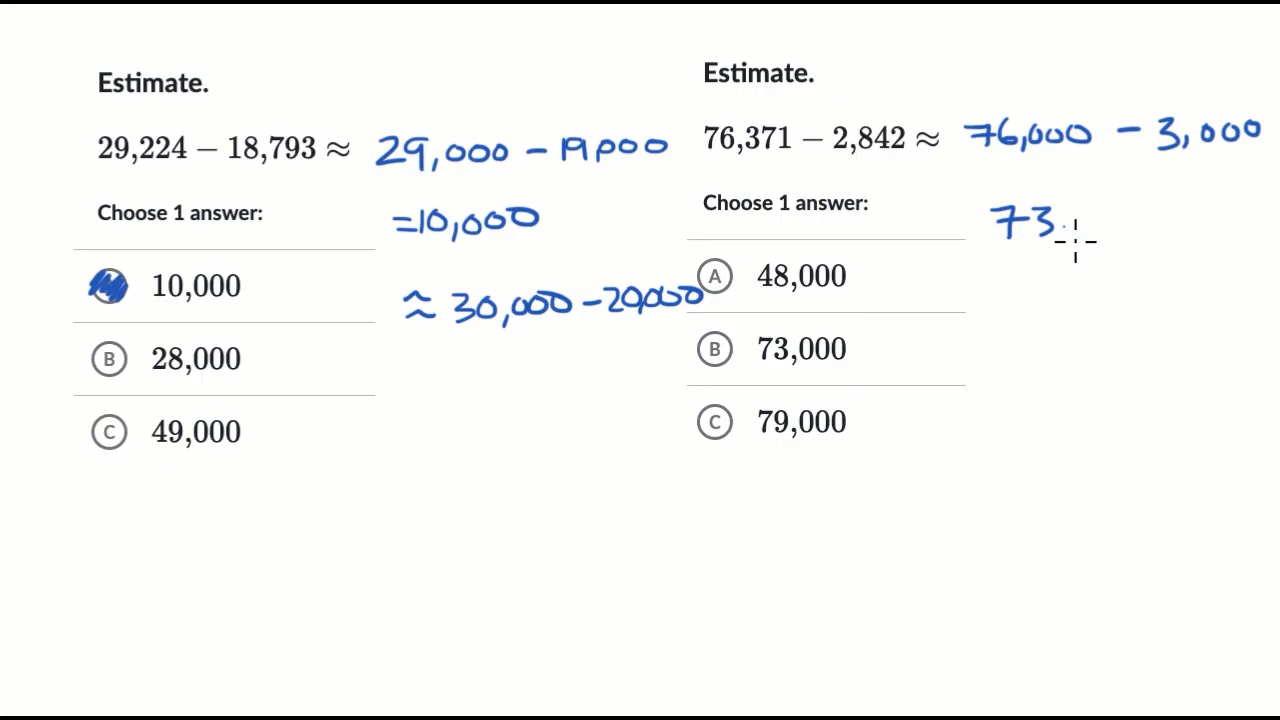 Estimate.
29,224 − 18,793 ≈ 29,000 − 19,000
Choose 1 answer:
= 10,000
10,000
≈ 30,000 − 20,000
B 28,000
C 49,000
Estimate.
76,371 − 2,842 ≈ 76,000 − 3,000
Choose 1 answer:
73
A 48,000
B 73,000
C 79,000